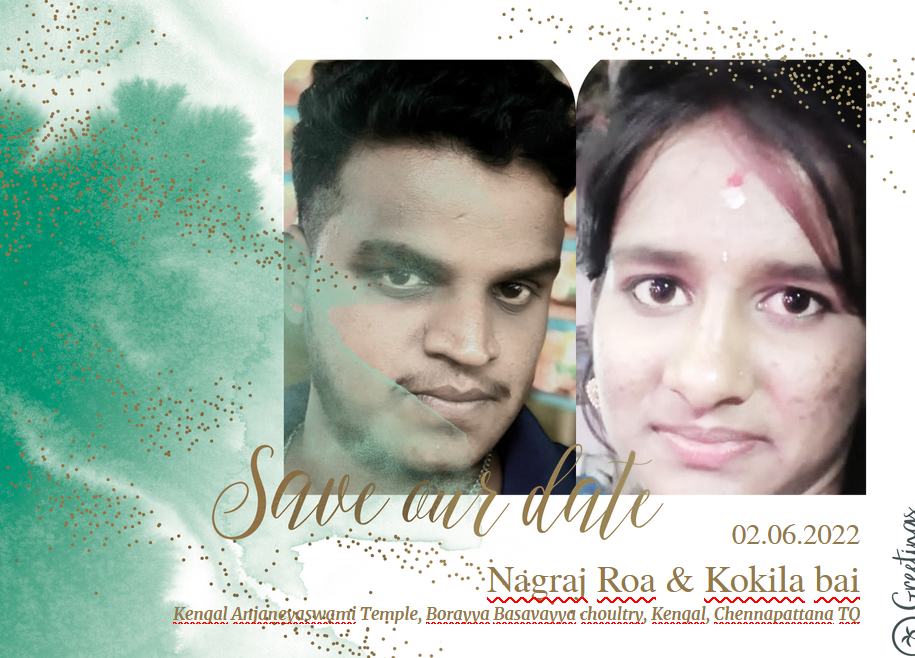 Save our date
02.06.2022
Nagraj Roa & Kokila bai
Kengal Anjaneyaswami Temple, Borayya Basavayya choultry, Kengal, Chennapattana TQ
Greetings